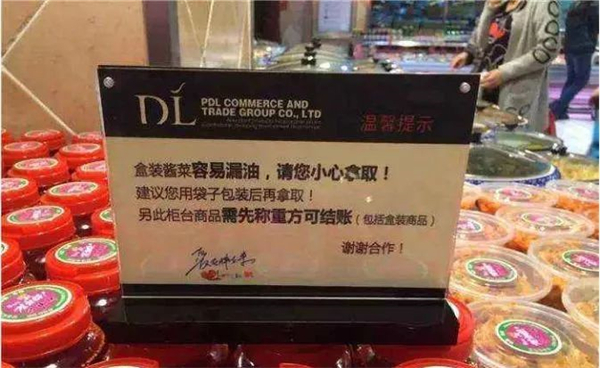 DL
PDL COMMERCE AND
TRADE GROUP CO., LTD
温馨提示
盒装酱菜容易漏油，请您小心拿取！
建议您用袋子包装后再拿取！
另此柜台商品需先称重方可结账（包括盒装商品）
谢谢合作！